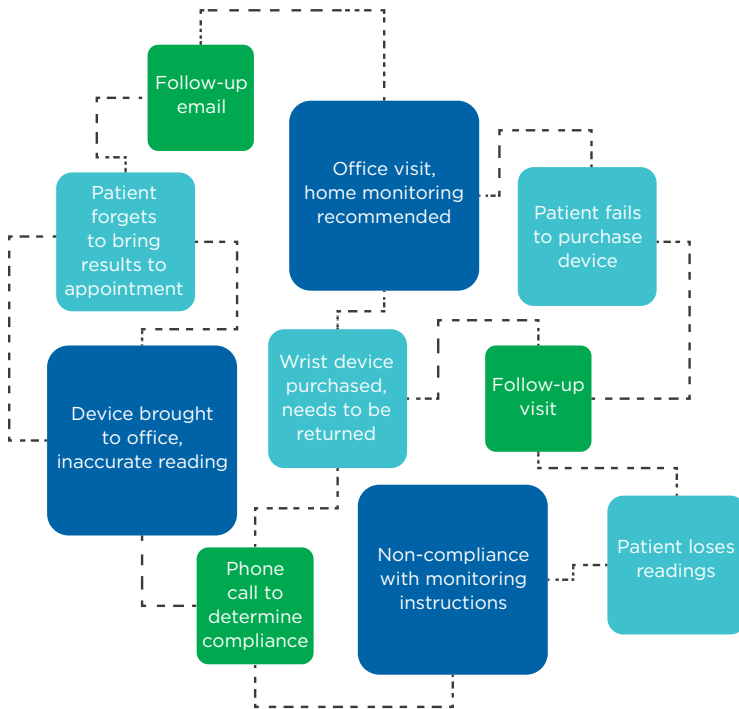 Follow-up
email
Office visit,
home monitoring
recommended
Patient
forgets
to bring
results to
appointment
Patient fails
to purchase
device
Wrist device
purchased,
needs to be
returned
Follow-up
visit
Device brought
to office,
inaccurate reading
Non-compliance
with monitoring
instructions
Patient loses
readings
Phone
call to
determine
compliance